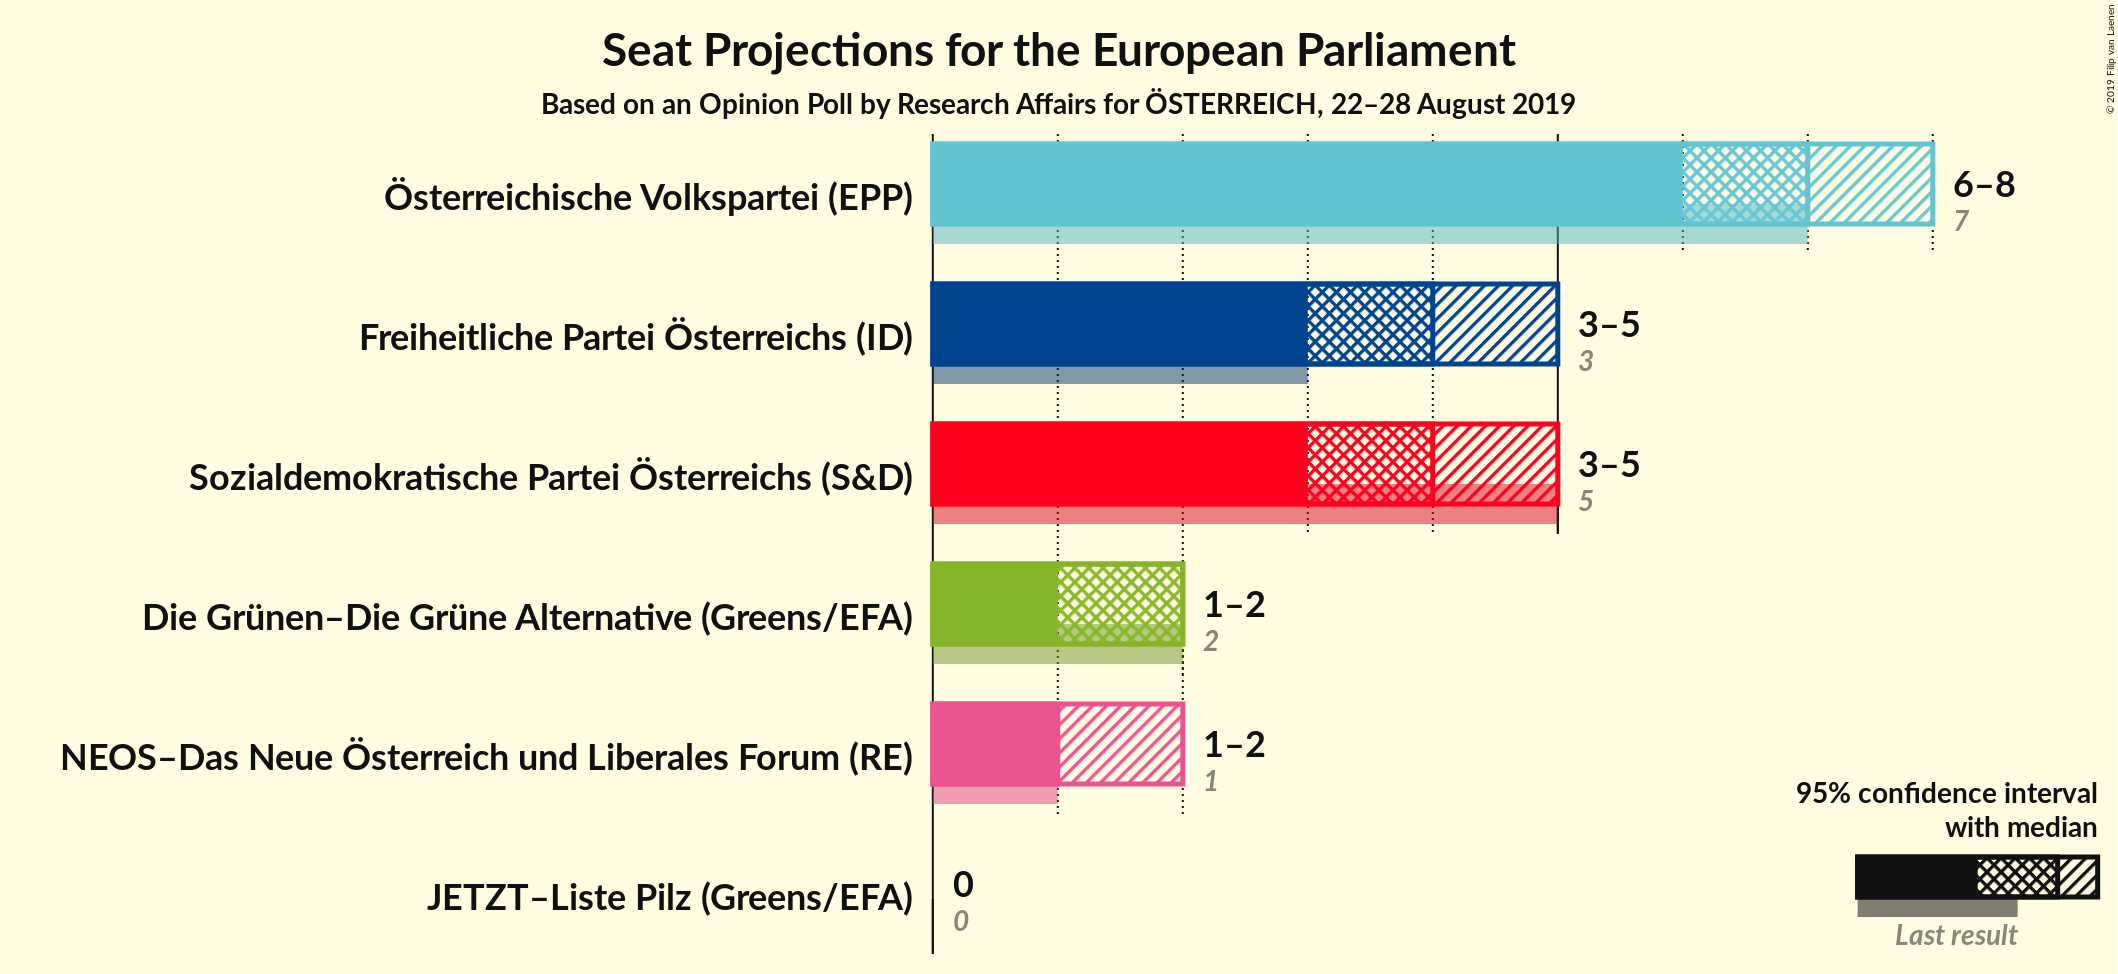 Seat Projections for the European Parliament
Based on an Opinion Poll by Research Affairs for ÖSTERREICH, 22–28 August 2019
© 2019 Filip van Laenen
Österreichische Volkspartei (EPP)
6–8
7
Freiheitliche Partei Österreichs (ID)
3–5
3
Sozialdemokratische Partei Österreichs (S&D)
3–5
5
Die Grünen–Die Grüne Alternative (Greens/EFA)
1–2
2
NEOS–Das Neue Österreich und Liberales Forum (RE)
1–2
1
JETZT–Liste Pilz (Greens/EFA)
0
0
95% confidence interval
with median
Last result